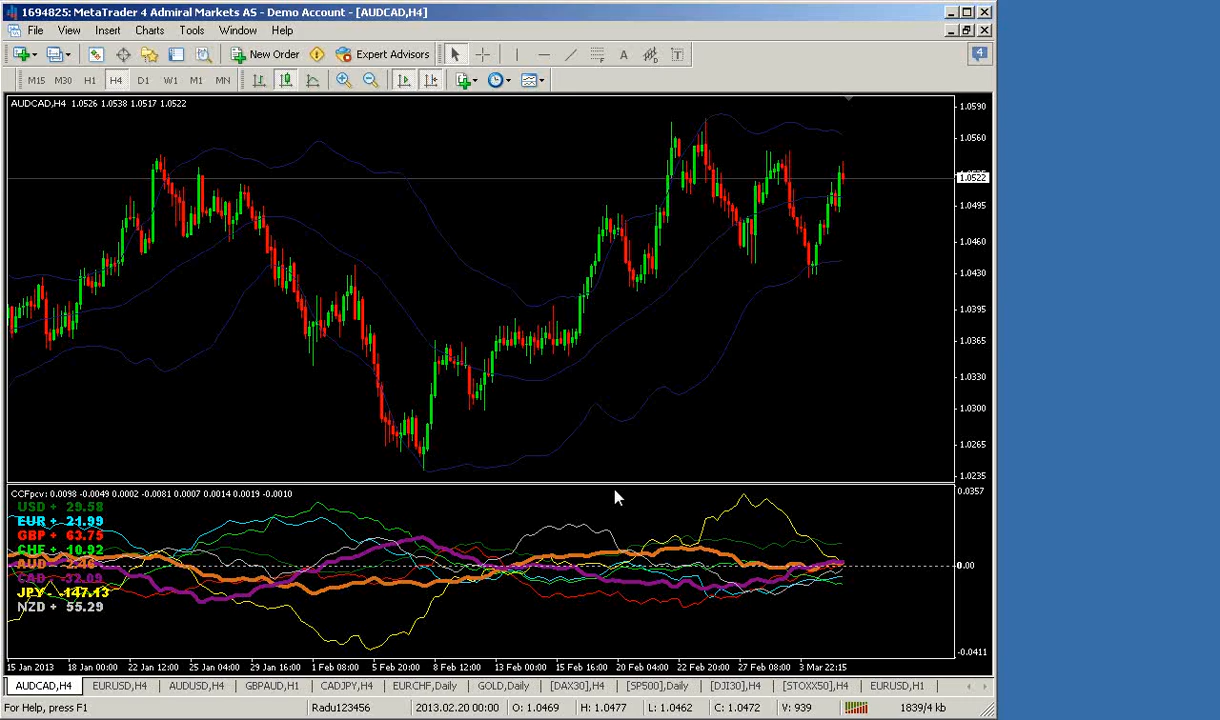 1694825: MetaTrader 4 Admiral Markets AS - Demo Account - [AUDCAD,H4]
File View Insert Charts Tools Window Help
New Order Expert Advisors A T 4
M15 M30 H1 H4 D1 W1 M1 MN
AUDCAD,H4 1.0526 1.0538 1.0517 1.0522
1.0590
1.0560
1.0522
1.0495
1.0460
1.0430
1.0395
1.0365
1.0330
1.0300
1.0265
1.0235
CCFpcv: 0.0098 -0.0049 0.0002 -0.0081 0.0007 0.0014 0.0019 -0.0010
0.0357
USD + 29.58
EUR + 21.99
GBP + 63.75
CHF + 10.92
0.00
JPY - 147.13
NZD + 55.29
-0.0411
15 Jan 2013 18 Jan 00:00 22 Jan 12:00 25 Jan 04:00 29 Jan 16:00 1 Feb 08:00 5 Feb 20:00 8 Feb 12:00 13 Feb 00:00 15 Feb 16:00 20 Feb 04:00 22 Feb 20:00 27 Feb 08:00 3 Mar 22:15
AUDCAD,H4 EURUSD,H4 AUDUSD,H4 GBPAUD,H1 CADJPY,H4 EURCHF,Daily GOLD,Daily [DAX30],H4 [SP500],Daily [DJI30],H4 [STOXX50],H4 EURUSD,H1
For Help, press F1 Radu123456 2013.02.20 00:00 O: 1.0469 H: 1.0477 L: 1.0462 C: 1.0472 V: 939 1839/4 kb